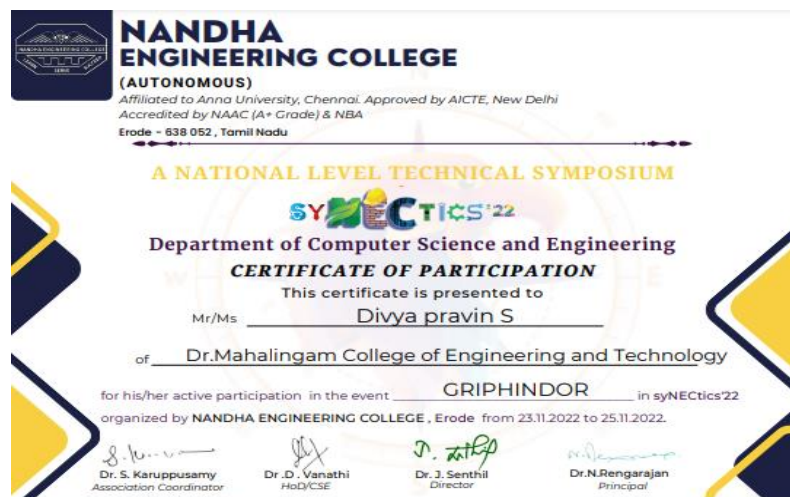 NANDHA
ENGINEERING COLLEGE
(AUTONOMOUS)
Affiliated to Anna University, Chennai. Approved by AICTE, New Delhi
Accredited by NAAC (A+ Grade) & NBA
Erode - 638 052 , Tamil Nadu
A NATIONAL LEVEL TECHNICAL SYMPOSIUM
SYNECTICS'22
Department of Computer Science and Engineering
CERTIFICATE OF PARTICIPATION
This certificate is presented to
Mr/Ms Divya pravin S
of Dr.Mahalingam College of Engineering and Technology
for his/her active participation in the event GRIPHINDOR in syNECtics'22
organized by NANDHA ENGINEERING COLLEGE , Erode from 23.11.2022 to 25.11.2022.
Dr. S. Karuppusamy
Association Coordinator
Dr .D . Vanathi
HoD/CSE
Dr. J. Senthil
Director
Dr.N.Rengarajan
Principal